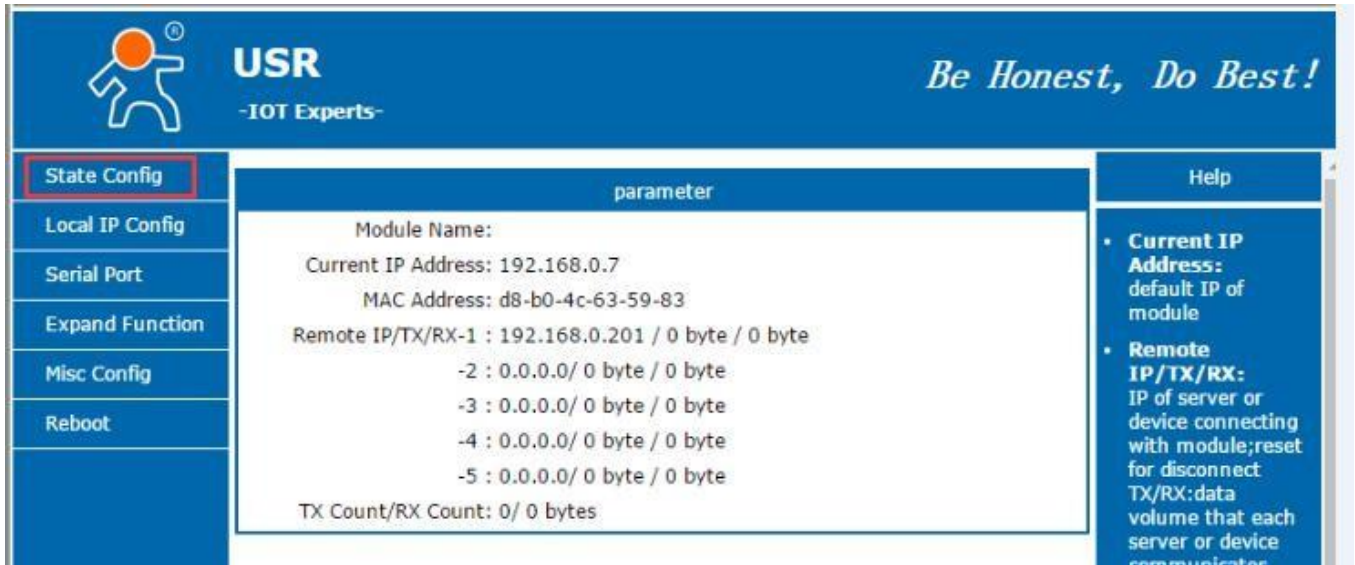 ®
USR
-IOT Experts-
Be Honest, Do Best!
State Config
Local IP Config
Serial Port
Expand Function
Misc Config
Reboot
parameter
Module Name:
Current IP Address: 192.168.0.7
MAC Address: d8-b0-4c-63-59-83
Remote IP/TX/RX-1 : 192.168.0.201 / 0 byte / 0 byte
-2 : 0.0.0.0/ 0 byte / 0 byte
-3 : 0.0.0.0/ 0 byte / 0 byte
-4 : 0.0.0.0/ 0 byte / 0 byte
-5 : 0.0.0.0/ 0 byte / 0 byte
TX Count/RX Count: 0/ 0 bytes
Help
• Current IP
Address:
default IP of
module
• Remote
IP/TX/RX:
IP of server or
device connecting
with module;reset
for disconnect
TX/RX:data
volume that each
server or device